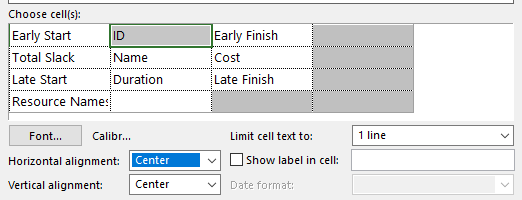 Choose cell(s):
Early Start ID Early Finish
Total Slack Name Cost
Late Start Duration Late Finish
Resource Names
Font... Calibr... Limit cell text to: 1 line
Horizontal alignment: Center Show label in cell:
Vertical alignment: Center Date format: